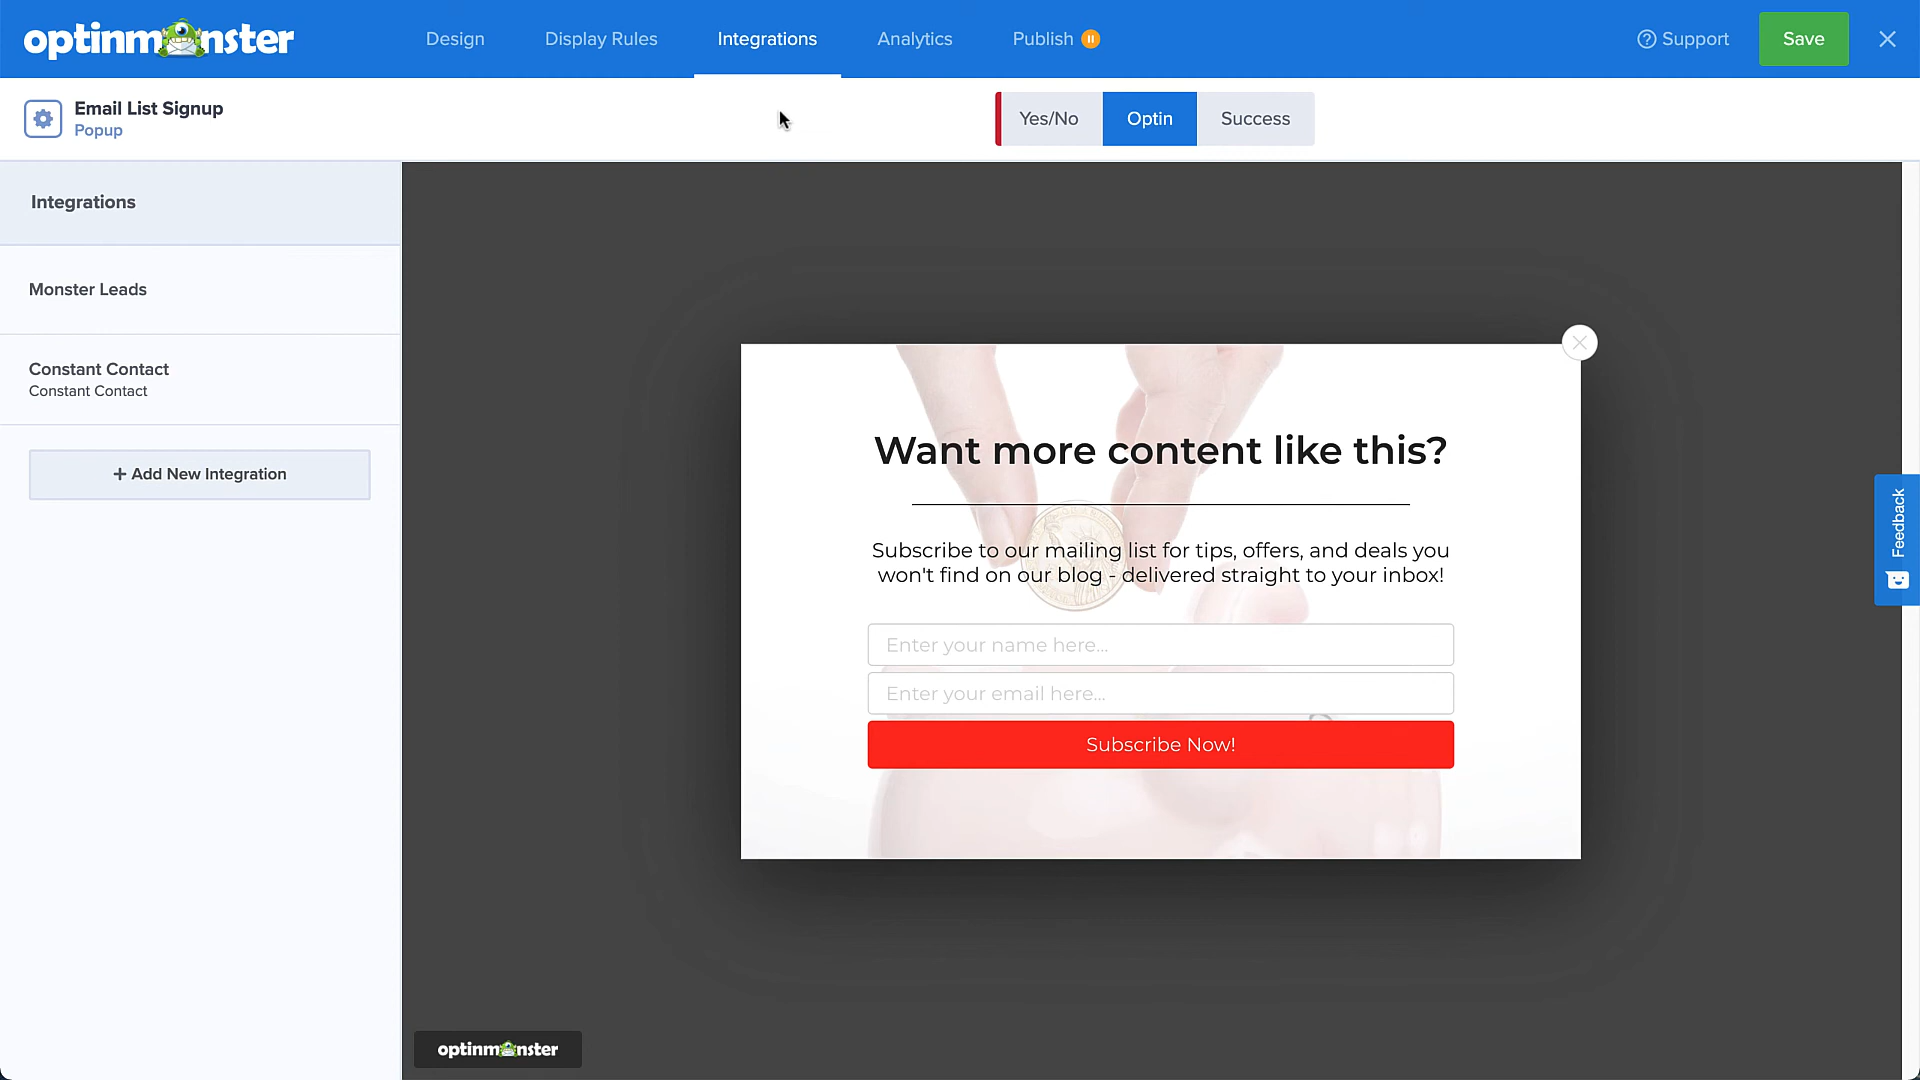 optinmonster
Design
Display Rules
Integrations
Analytics
Publish
Support
Save
Email List Signup
Popup
Yes/No
Optin
Success
Integrations
Monster Leads
Constant Contact
Constant Contact
+ Add New Integration
Want more content like this?
Subscribe to our mailing list for tips, offers, and deals you
won't find on our blog - delivered straight to your inbox!
Enter your name here...
Enter your email here...
Subscribe Now!
Feedback
optinmonster